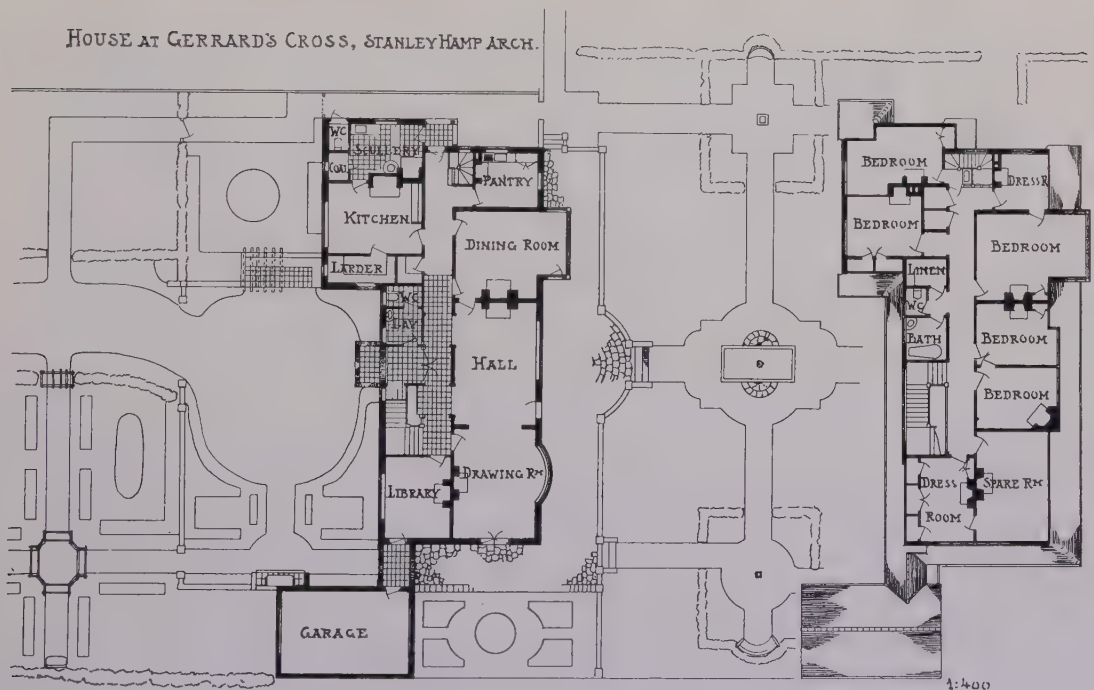 HOUSE AT GERRARD'S CROSS, STANLEY HAMP ARCH.
WC
SCULLERY
COL
PANTRY
KITCHEN
DINING ROOM
LARDER
WC
LAV
HALL
LIBRARY
DRAWING RM
GARAGE
BEDROOM
DRESS R
BEDROOM
BEDROOM
LINEN
WC
BATH
BEDROOM
BEDROOM
DRESS
ROOM
SPARE RM
1:400